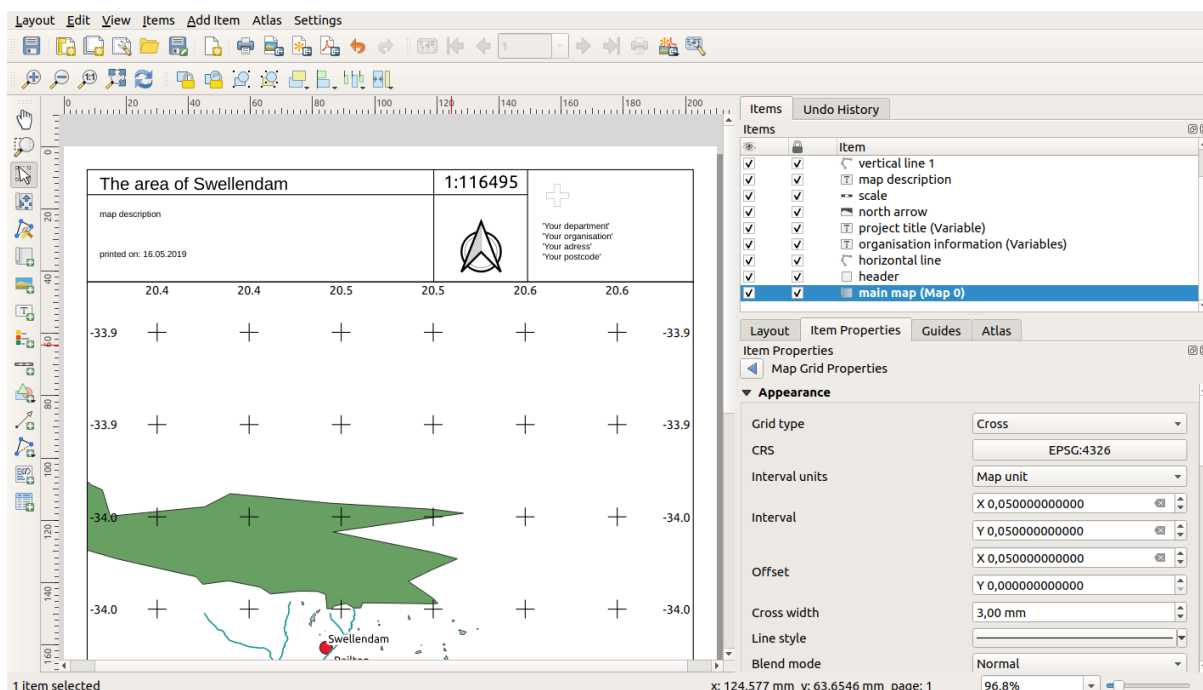 Layout Edit View Items Add Item Atlas Settings
1
0 20 40 60 80 100 120 140 160 180 200
0
20
40
60
80
100
120
140
160
The area of Swellendam
1:116495
map description
printed on: 16.05.2019
'Your department'
'Your organisation'
'Your adress'
'Your postcode'
20.4 20.4 20.5 20.5 20.6 20.6
-33.9 -33.9
-33.9 -33.9
-34.0 -34.0
-34.0 -34.0
Swellendam
Railton
Items Undo History
Items
Item
vertical line 1
map description
scale
north arrow
project title (Variable)
organisation information (Variables)
horizontal line
header
main map (Map 0)
Layout Item Properties Guides Atlas
Item Properties
Map Grid Properties
Appearance
Grid type Cross
CRS EPSG:4326
Interval units Map unit
Interval X 0,050000000000
Y 0,050000000000
Offset X 0,050000000000
Y 0,000000000000
Cross width 3,00 mm
Line style
Blend mode Normal
1 item selected
x: 124.577 mm y: 63.6546 mm page: 1
96.8%